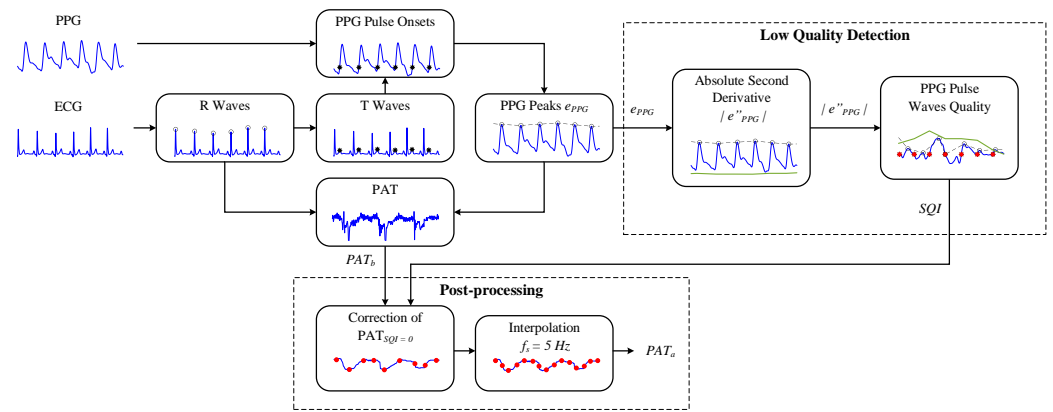 PPG
PPG Pulse Onsets
Low Quality Detection
ECG
R Waves
T Waves
PPG Peaks e_PPG
e_PPG
Absolute Second
Derivative
| e''_PPG |
| e''_PPG |
PPG Pulse
Waves Quality
PAT
SQI
PAT_b
Post-processing
Correction of
PAT_SQI = 0
Interpolation
f_s = 5 Hz
PAT_a